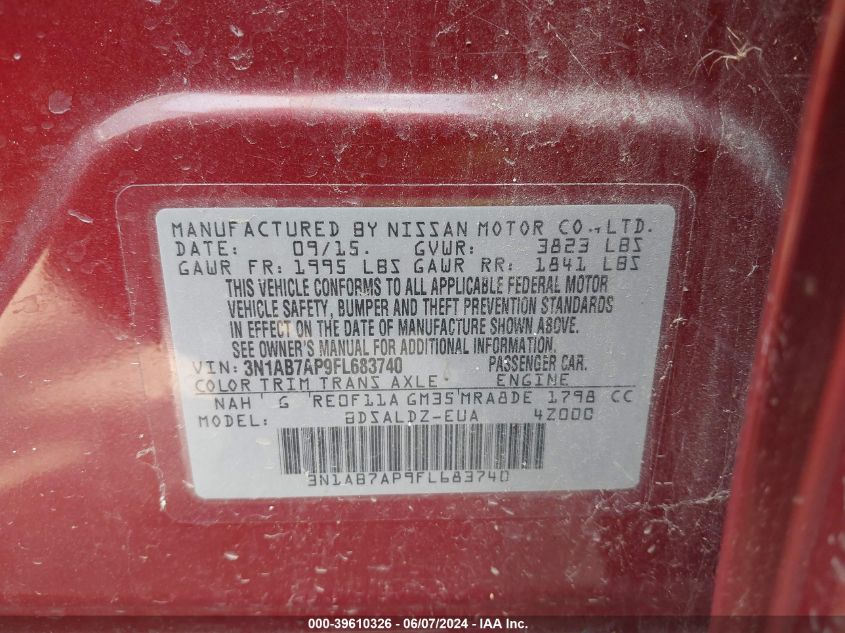 MANUFACTURED BY NISSAN MOTOR CO., LTD.
DATE: 09/15. GVWR: 3823 LBS
GAWR FR: 1995 LBS GAWR RR: 1841 LBS
THIS VEHICLE CONFORMS TO ALL APPLICABLE FEDERAL MOTOR
VEHICLE SAFETY, BUMPER AND THEFT PREVENTION STANDARDS
IN EFFECT ON THE DATE OF MANUFACTURE SHOWN ABOVE.
SEE OWNER'S MANUAL FOR ADDITIONAL INFORMATION.
VIN: 3N1AB7AP9FL683740 PASSENGER CAR.
COLOR TRIM TRANS AXLE ENGINE
NAH G RE0F11A GM35 MRA8DE 1798 CC
MODEL: BDSALDZ-EUA 4Z000
3N1AB7AP9FL683740
000-39610326 - 06/07/2024 - IAAI.com